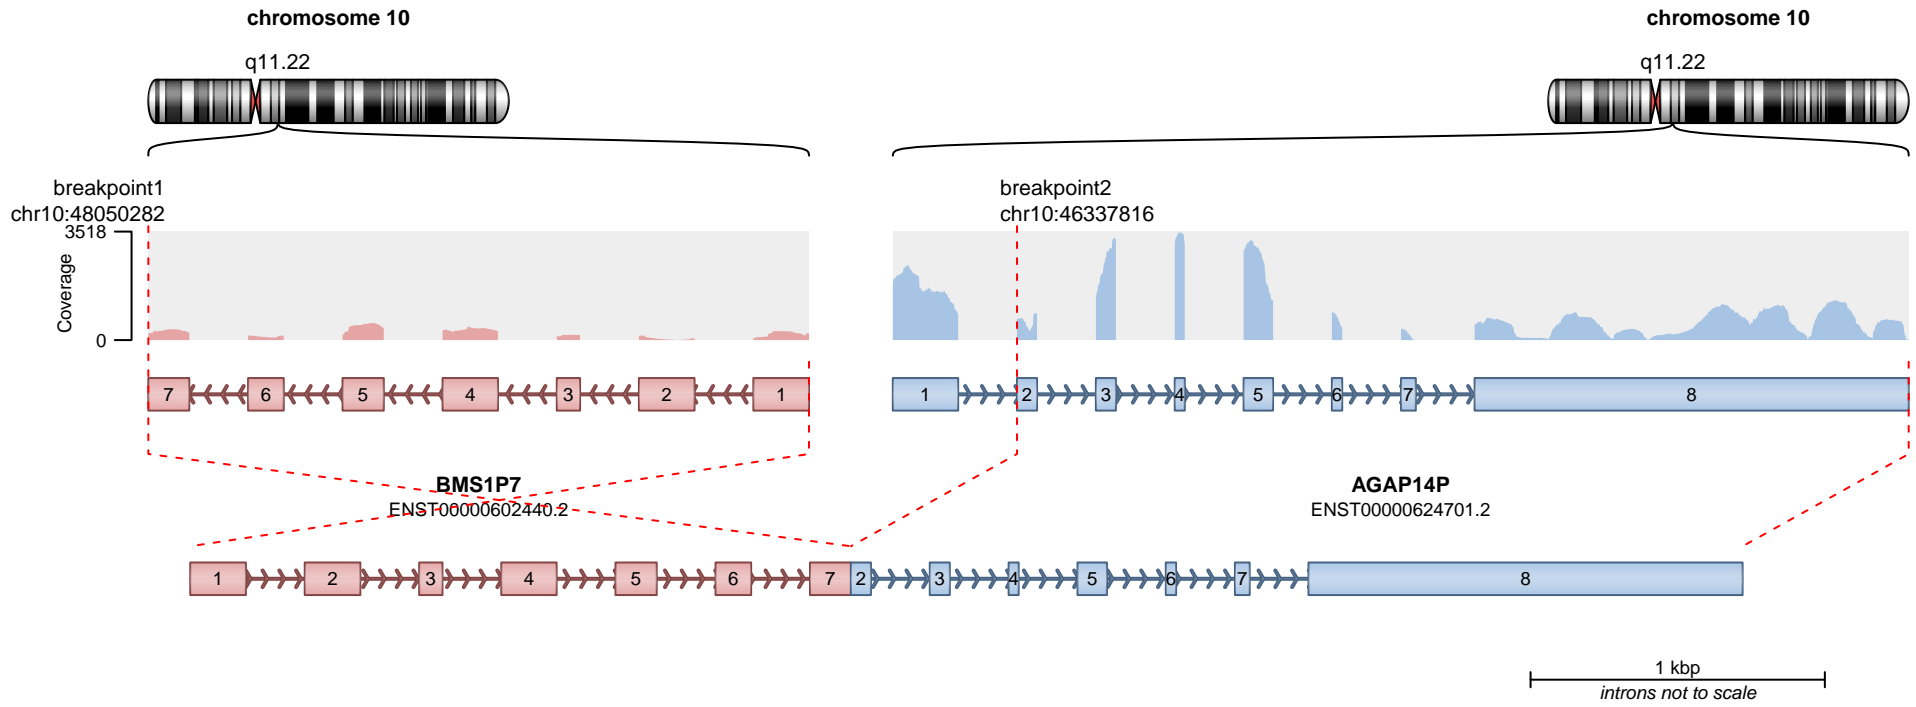 chromosome 10
chromosome 10
q11.22
q11.22
breakpoint1
chr10:48050282
breakpoint2
chr10:46337816
3518
Coverage
0
7 6 5 4 3 2 1
1 2 3 4 5 6 7 8
BMS1P7
ENST00000602440.2
AGAP14P
ENST00000624701.2
1 2 3 4 5 6 7 2 3 4 5 6 7 8
1 kbp
introns not to scale